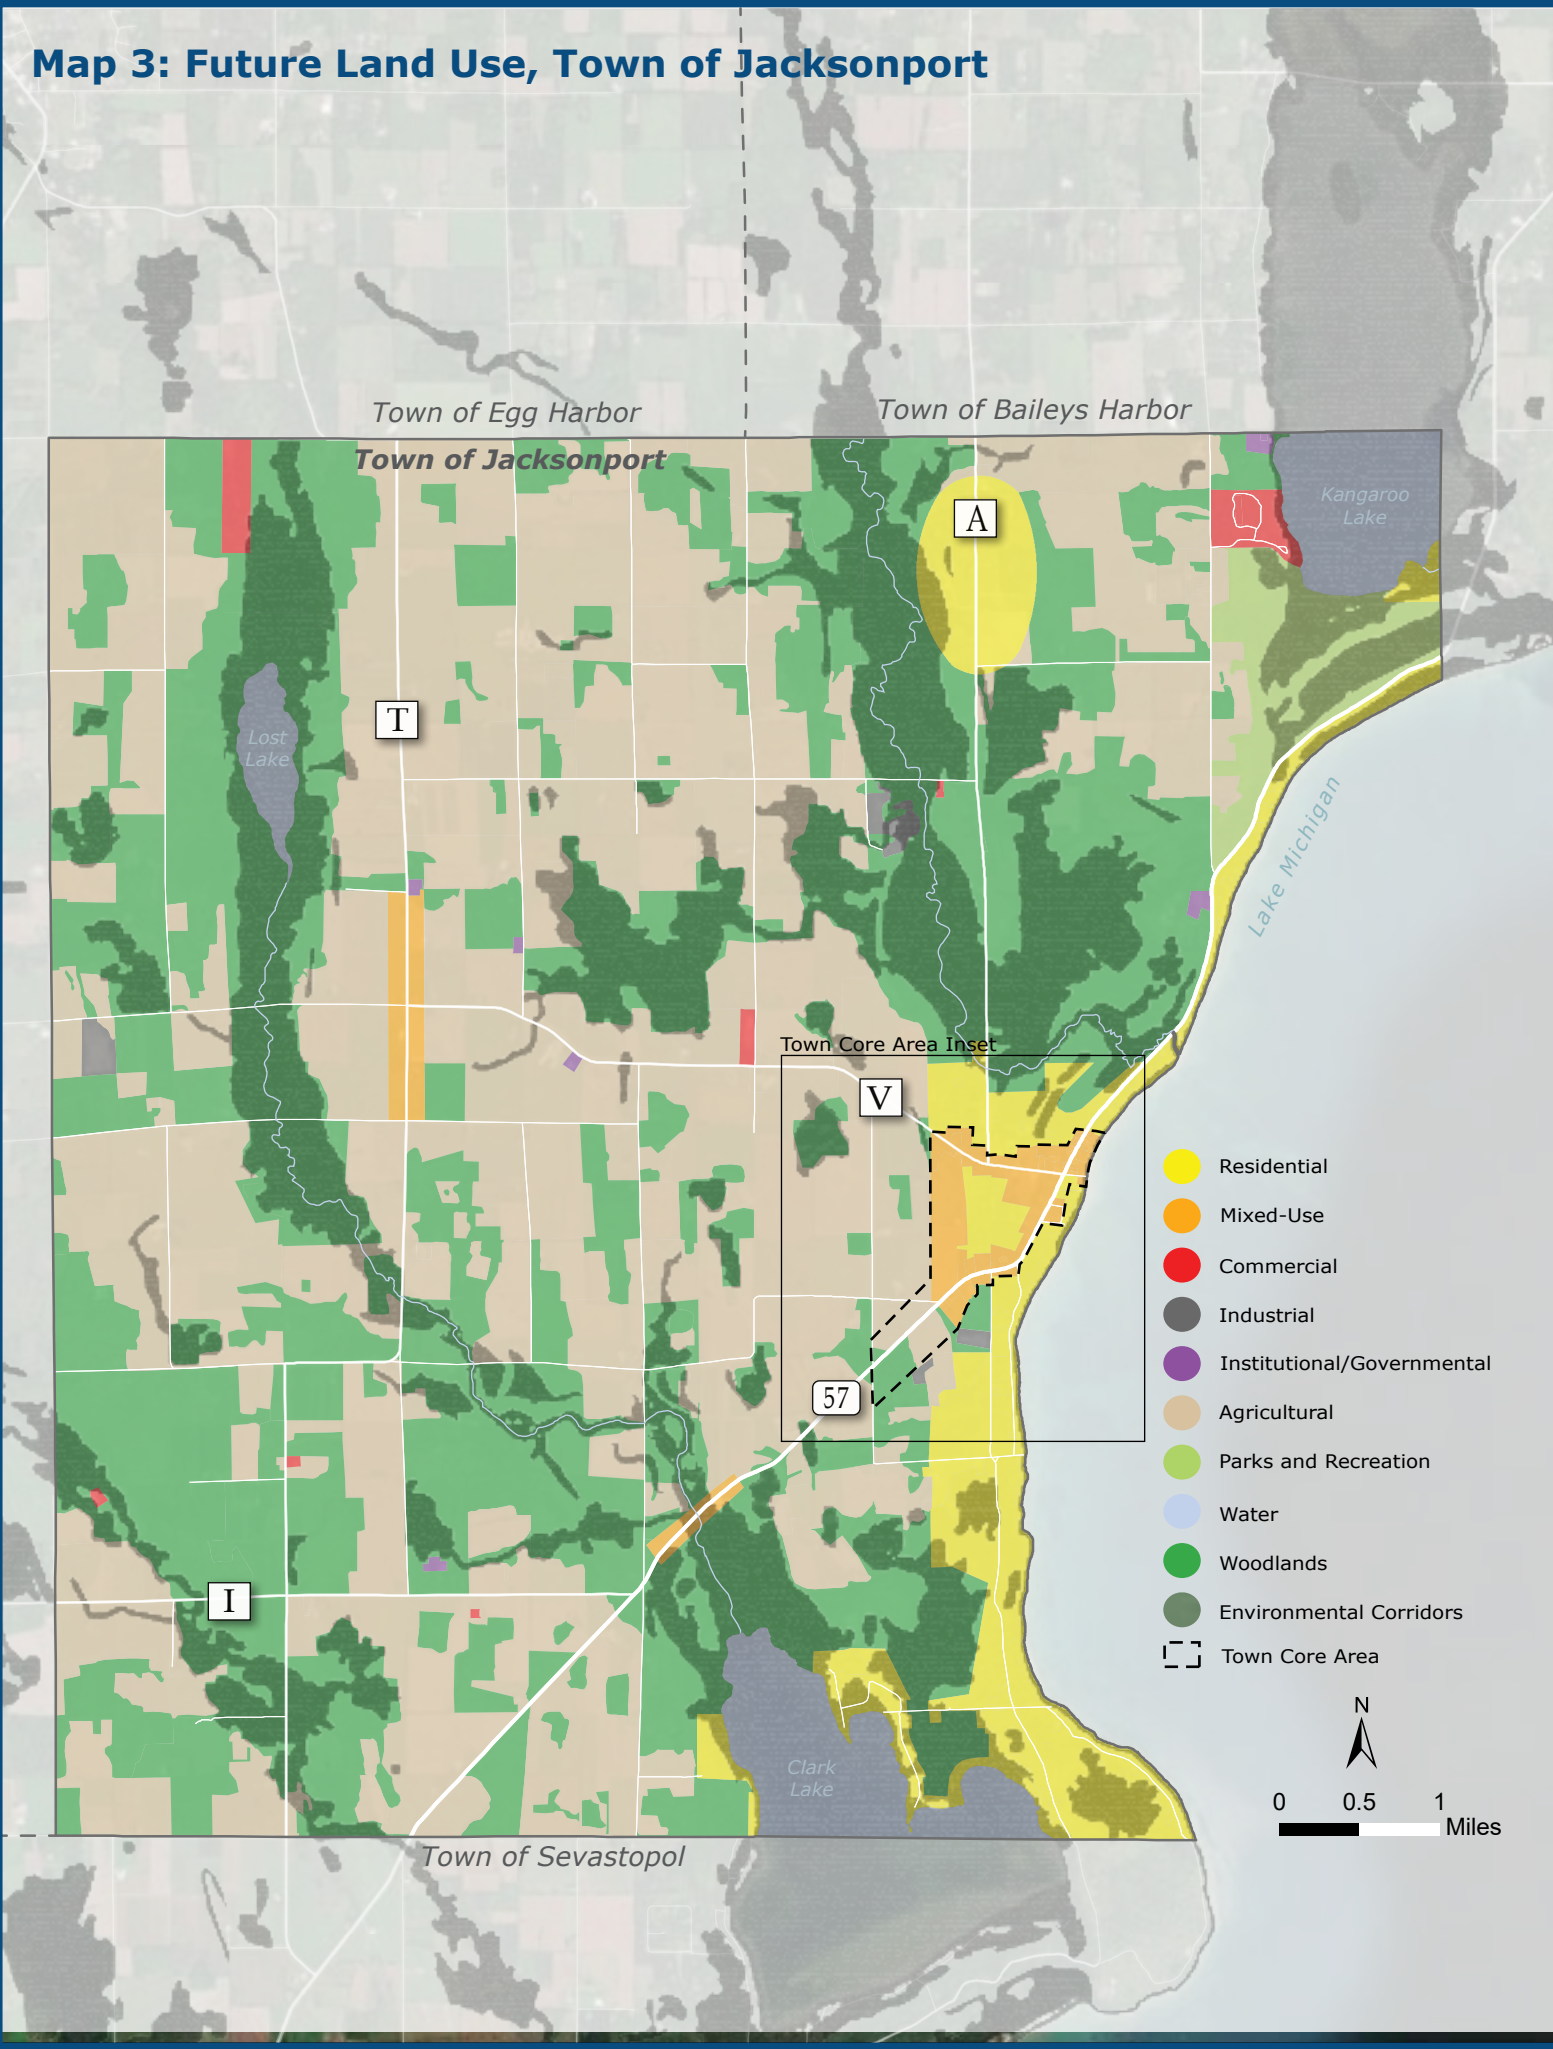 Map 3: Future Land Use, Town of Jacksonport
Town of Egg Harbor
Town of Baileys Harbor
Town of Jacksonport
Kangaroo
Lake
A
T
Lost
Lake
Lake Michigan
Town Core Area Inset
V
57
I
Clark
Lake
Town of Sevastopol
Residential
Mixed-Use
Commercial
Industrial
Institutional/Governmental
Agricultural
Parks and Recreation
Water
Woodlands
Environmental Corridors
Town Core Area
N
0 0.5 1
Miles